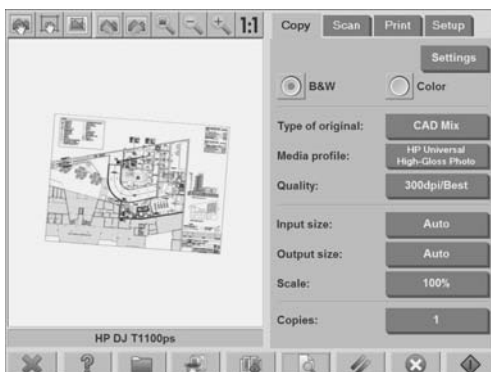 1:1
Copy Scan Print Setup
Settings
B&W Color
Type of original: CAD Mix
Media profile: HP Universal
High-Gloss Photo
Quality: 300dpi/Best
Input size: Auto
Output size: Auto
Scale: 100%
Copies: 1
HP DJ T1100ps
?